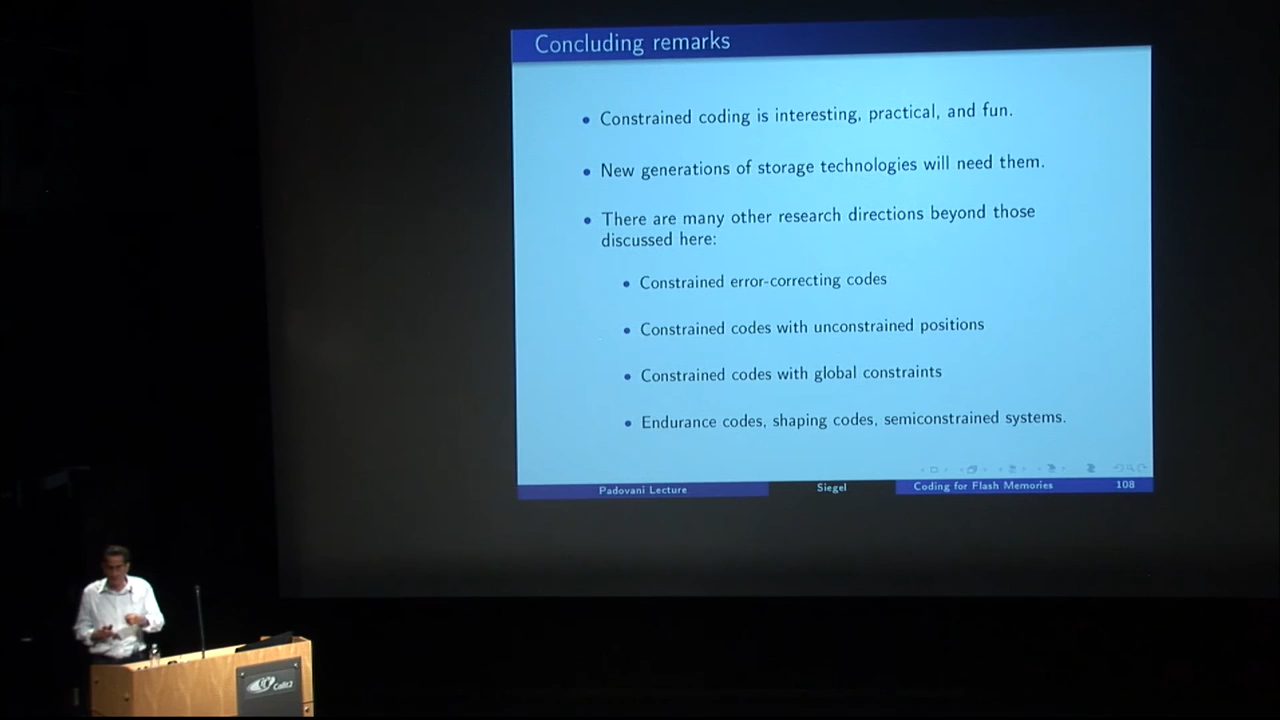 Concluding remarks
Constrained coding is interesting, practical, and fun.
New generations of storage technologies will need them.
There are many other research directions beyond those
discussed here:
Constrained error-correcting codes
Constrained codes with unconstrained positions
Constrained codes with global constraints
Endurance codes, shaping codes, semiconstrained systems.
Padovani Lecture
Siegel
Coding for Flash Memories
108
Calit2